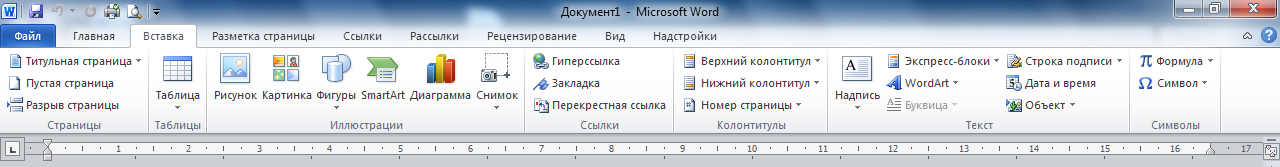 Документ1 - Microsoft Word
Файл Главная Вставка Разметка страницы Ссылки Рассылки Рецензирование Вид Надстройки
Титульная страница
Пустая страница
Разрыв страницы
Страницы
Таблица
Таблицы
Рисунок Картинка Фигуры SmartArt Диаграмма Снимок
Иллюстрации
Гиперссылка
Закладка
Перекрестная ссылка
Ссылки
Верхний колонтитул
Нижний колонтитул
Номер страницы
Колонтитулы
Надпись
Экспресс-блоки
WordArt
Буквица
Строка подписи
Дата и время
Объект
Текст
π Формула
Ω Символ
Символы
1 2 3 4 5 6 7 8 9 10 11 12 13 14 15 16 17